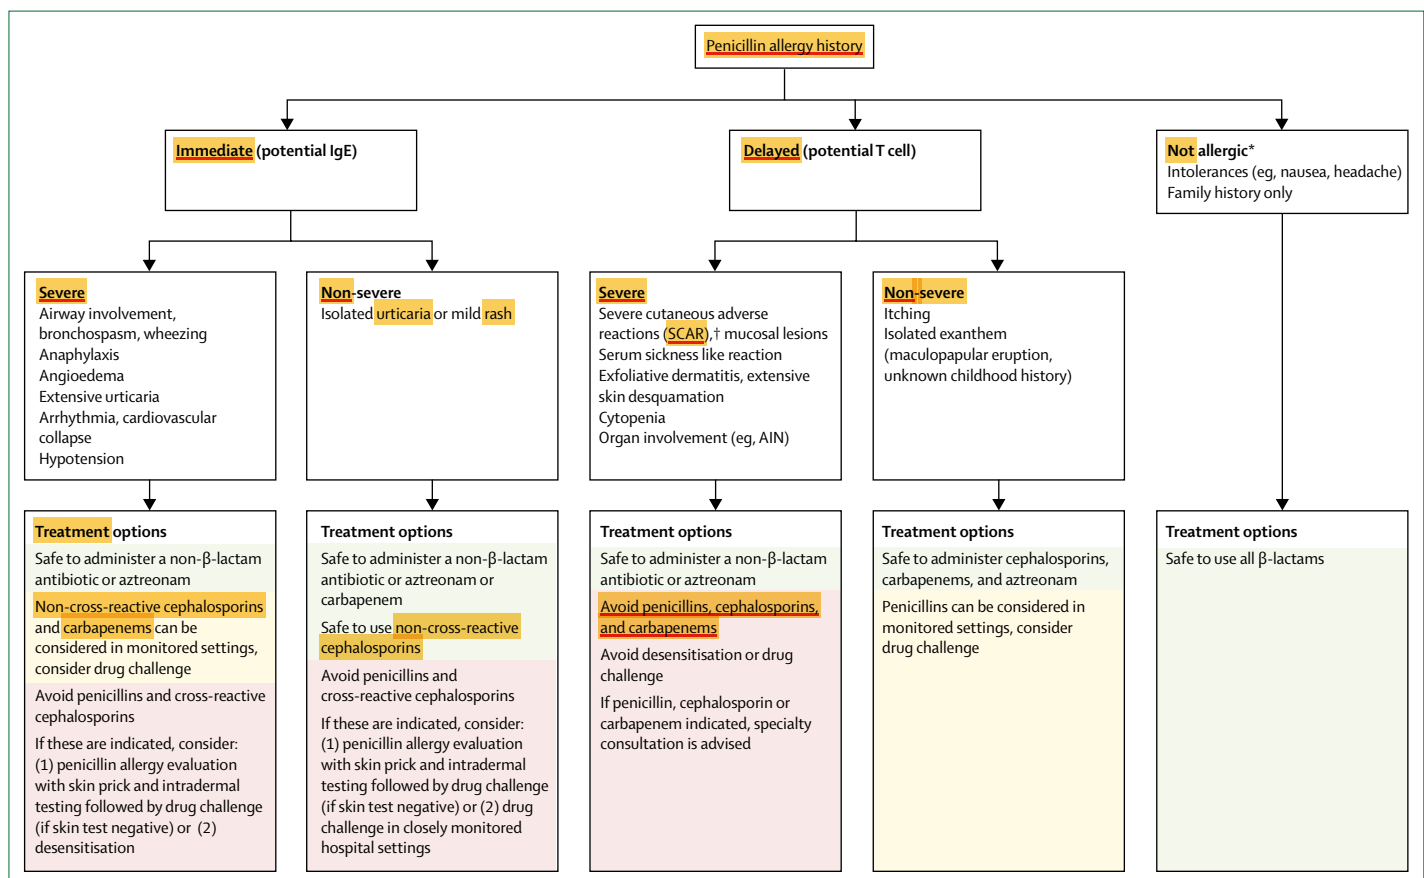 Penicillin allergy history
Immediate (potential IgE)
Delayed (potential T cell)
Not allergic*
Intolerances (eg, nausea, headache)
Family history only
Severe
Airway involvement,
bronchospasm, wheezing
Anaphylaxis
Angioedema
Extensive urticaria
Arrhythmia, cardiovascular
collapse
Hypotension
Non-severe
Isolated urticaria or mild rash
Severe
Severe cutaneous adverse
reactions (SCAR),† mucosal lesions
Serum sickness like reaction
Exfoliative dermatitis, extensive
skin desquamation
Cytopenia
Organ involvement (eg, AIN)
Non-severe
Itching
Isolated exanthem
(maculopapular eruption,
unknown childhood history)
Treatment options
Safe to administer a non-β-lactam
antibiotic or aztreonam
Non-cross-reactive cephalosporins
and carbapenems can be
considered in monitored settings,
consider drug challenge
Avoid penicillins and cross-reactive
cephalosporins
If these are indicated, consider:
(1) penicillin allergy evaluation
with skin prick and intradermal
testing followed by drug challenge
(if skin test negative) or (2)
desensitisation
Treatment options
Safe to administer a non-β-lactam
antibiotic or aztreonam or
carbapenem
Safe to use non-cross-reactive
cephalosporins
Avoid penicillins and
cross-reactive cephalosporins
If these are indicated, consider:
(1) penicillin allergy evaluation
with skin prick and intradermal
testing followed by drug challenge
(if skin test negative) or (2) drug
challenge in closely monitored
hospital settings
Treatment options
Safe to administer a non-β-lactam
antibiotic or aztreonam
Avoid penicillins, cephalosporins,
and carbapenems
Avoid desensitisation or drug
challenge
If penicillin, cephalosporin or
carbapenem indicated, specialty
consultation is advised
Treatment options
Safe to administer cephalosporins,
carbapenems, and aztreonam
Penicillins can be considered in
monitored settings, consider
drug challenge
Treatment options
Safe to use all β-lactams